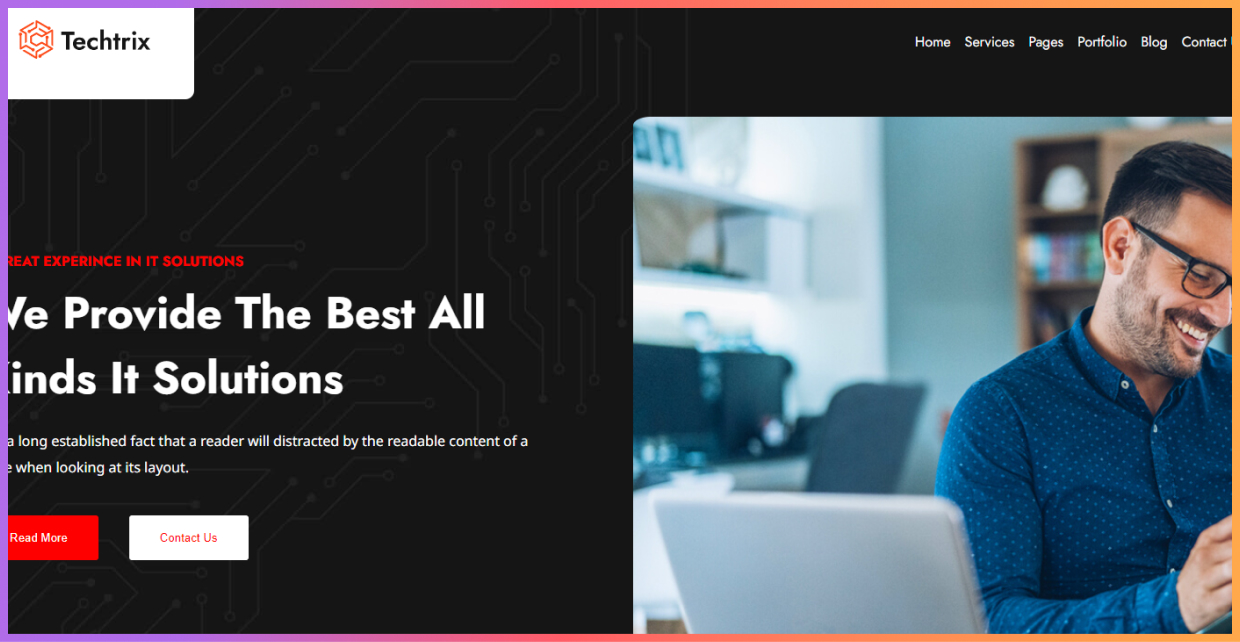 Techtrix
Home Services Pages Portfolio Blog Contact
REAT EXPERINCE IN IT SOLUTIONS
We Provide The Best All
Kinds It Solutions
a long established fact that a reader will distracted by the readable content of a
e when looking at its layout.
Read More
Contact Us